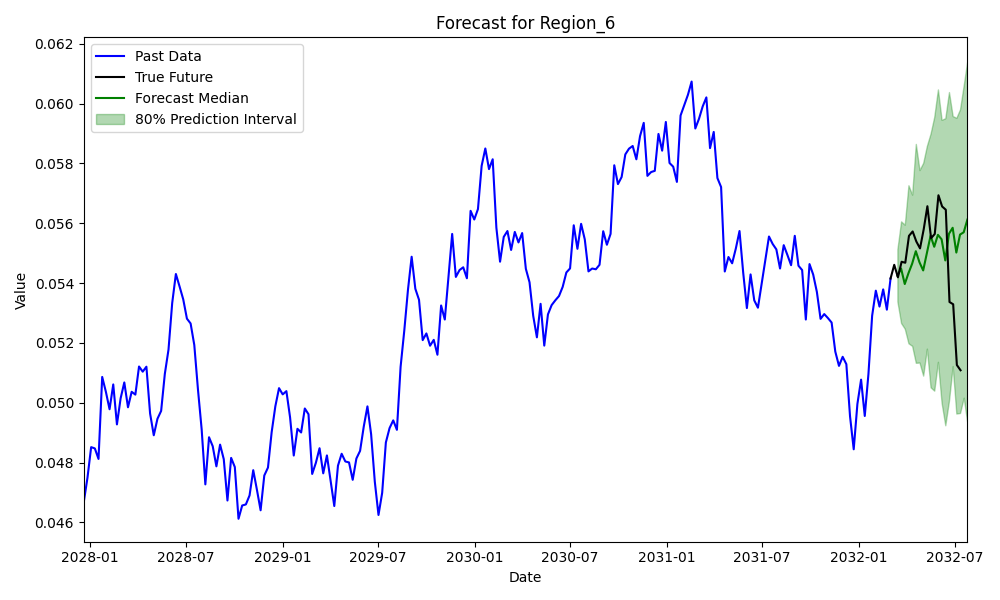 Forecast for Region_6
Past Data
True Future
Forecast Median
80% Prediction Interval
Value
0.062
0.060
0.058
0.056
0.054
0.052
0.050
0.048
0.046
2028-01
2028-07
2029-01
2029-07
2030-01
2030-07
2031-01
2031-07
2032-01
2032-07
Date